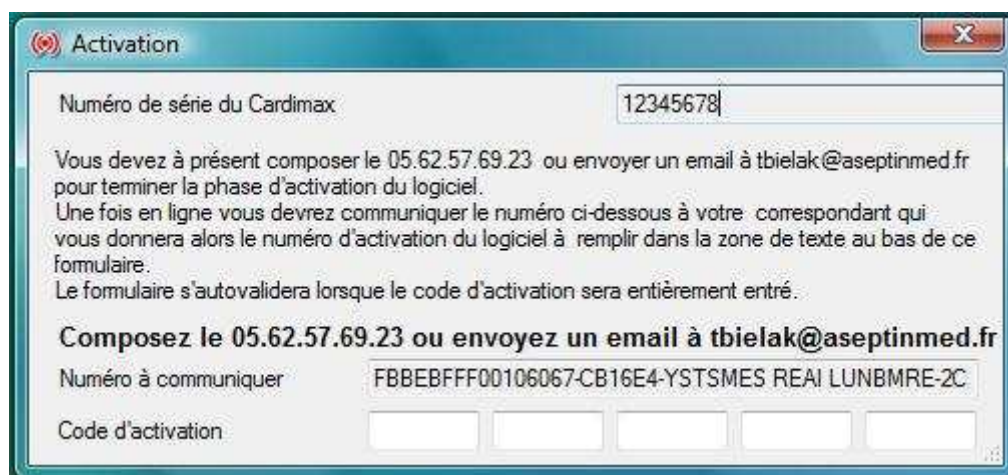 Activation
Numéro de série du Cardimax 12345678
Vous devez à présent composer le 05.62.57.69.23 ou envoyer un email à tbielak@aseptinmed.fr
pour terminer la phase d'activation du logiciel.
Une fois en ligne vous devrez communiquer le numéro ci-dessous à votre correspondant qui
vous donnera alors le numéro d'activation du logiciel à remplir dans la zone de texte au bas de ce
formulaire.
Le formulaire s'autovalidera lorsque le code d'activation sera entièrement entré.
Composez le 05.62.57.69.23 ou envoyez un email à tbielak@aseptinmed.fr
Numéro à communiquer FBBEBFFF00106067-CB16E4-YSTSMES REAI LUNBMRE-2C
Code d'activation